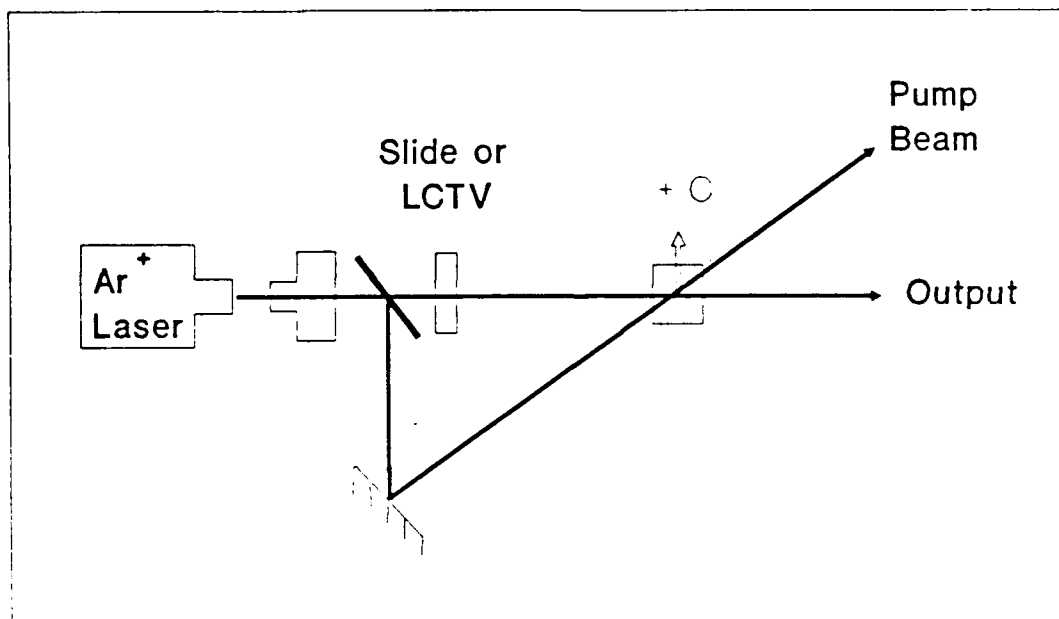 Pump
Beam
Slide or
LCTV
+ C
Ar +
Laser
Output